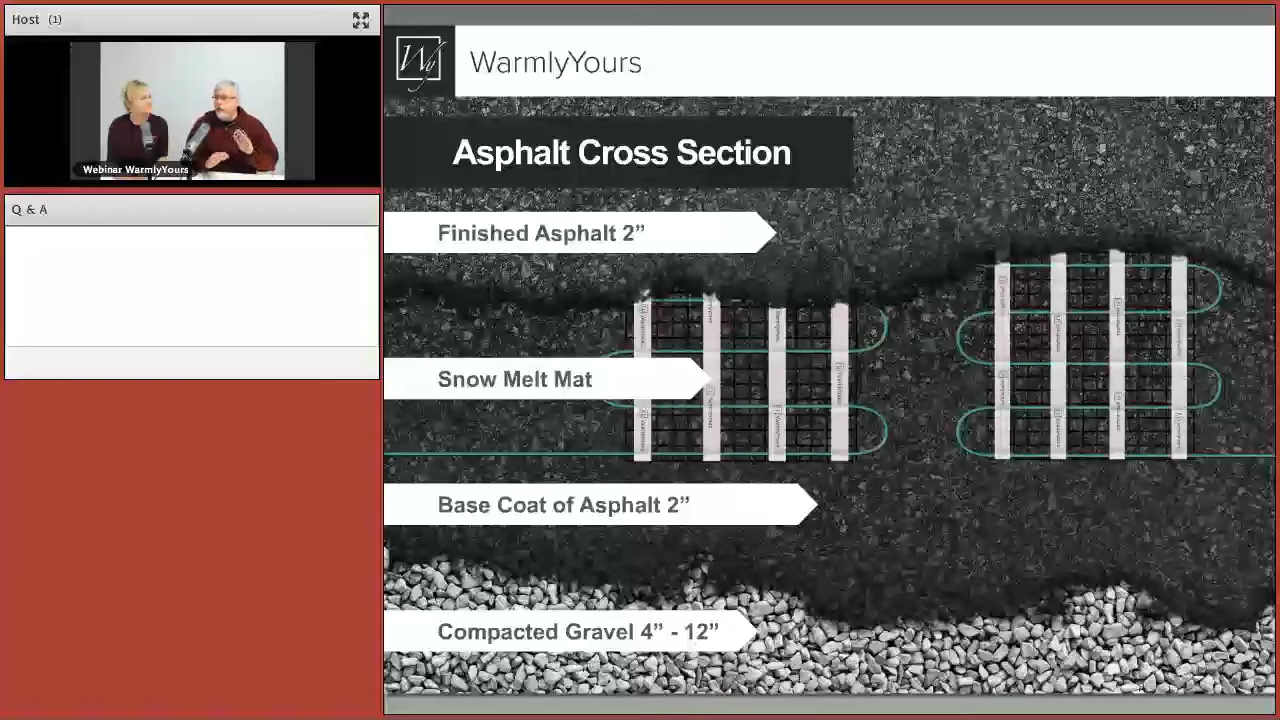 Host (1)
Webinar WarmlyYours
Q & A
Wy
WarmlyYours
Asphalt Cross Section
Finished Asphalt 2”
Snow Melt Mat
Base Coat of Asphalt 2”
Compacted Gravel 4” - 12”